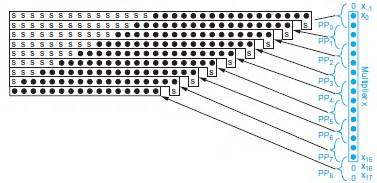 S S S S S S S S S S S S S S S
S S S S S S S S S S S S S S
S S S S S S S S S S S S S
S S S S S S S S S S S
S S S S S S S S S
S S S S S S S
S S S S S
S S S
S
S
0 x-1
x0
PP0
PP1
PP2
PP3
PP4
PP5
PP6
PP7
PP8
Multiplier x
x15
0 x16
0 x17